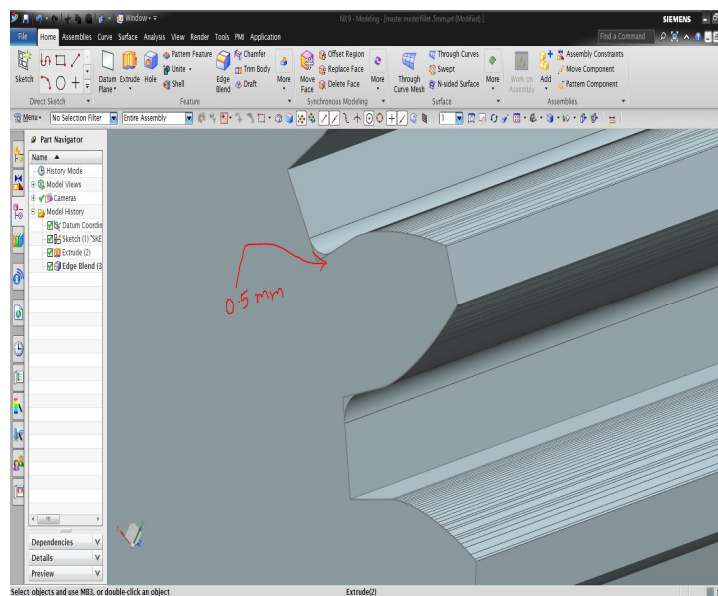 Window
NX 9 - Modeling - [master model fillet .5mm.prt (Modified) ]
SIEMENS
File Home Assemblies Curve Surface Analysis View Render Tools PMI Application
Find a Command
Sketch
Direct Sketch
Datum Plane
Extrude
Hole
Pattern Feature
Unite
Shell
Edge Blend
Chamfer
Trim Body
Draft
More
Feature
Move Face
Offset Region
Replace Face
Delete Face
More
Synchronous Modeling
Through Curve Mesh
Through Curves
Swept
N-sided Surface
More
Surface
Work on Assembly
Add
Assembly Constraints
Move Component
Pattern Component
Assemblies
Menu
No Selection Filter
Entire Assembly
1
Part Navigator
Name
History Mode
Model Views
Cameras
Model History
Datum Coordin
Sketch (1) "SKE
Extrude (2)
Edge Blend (3
0.5 mm
Dependencies
Details
Preview
Select objects and use MB3, or double-click an object
Extrude(2)